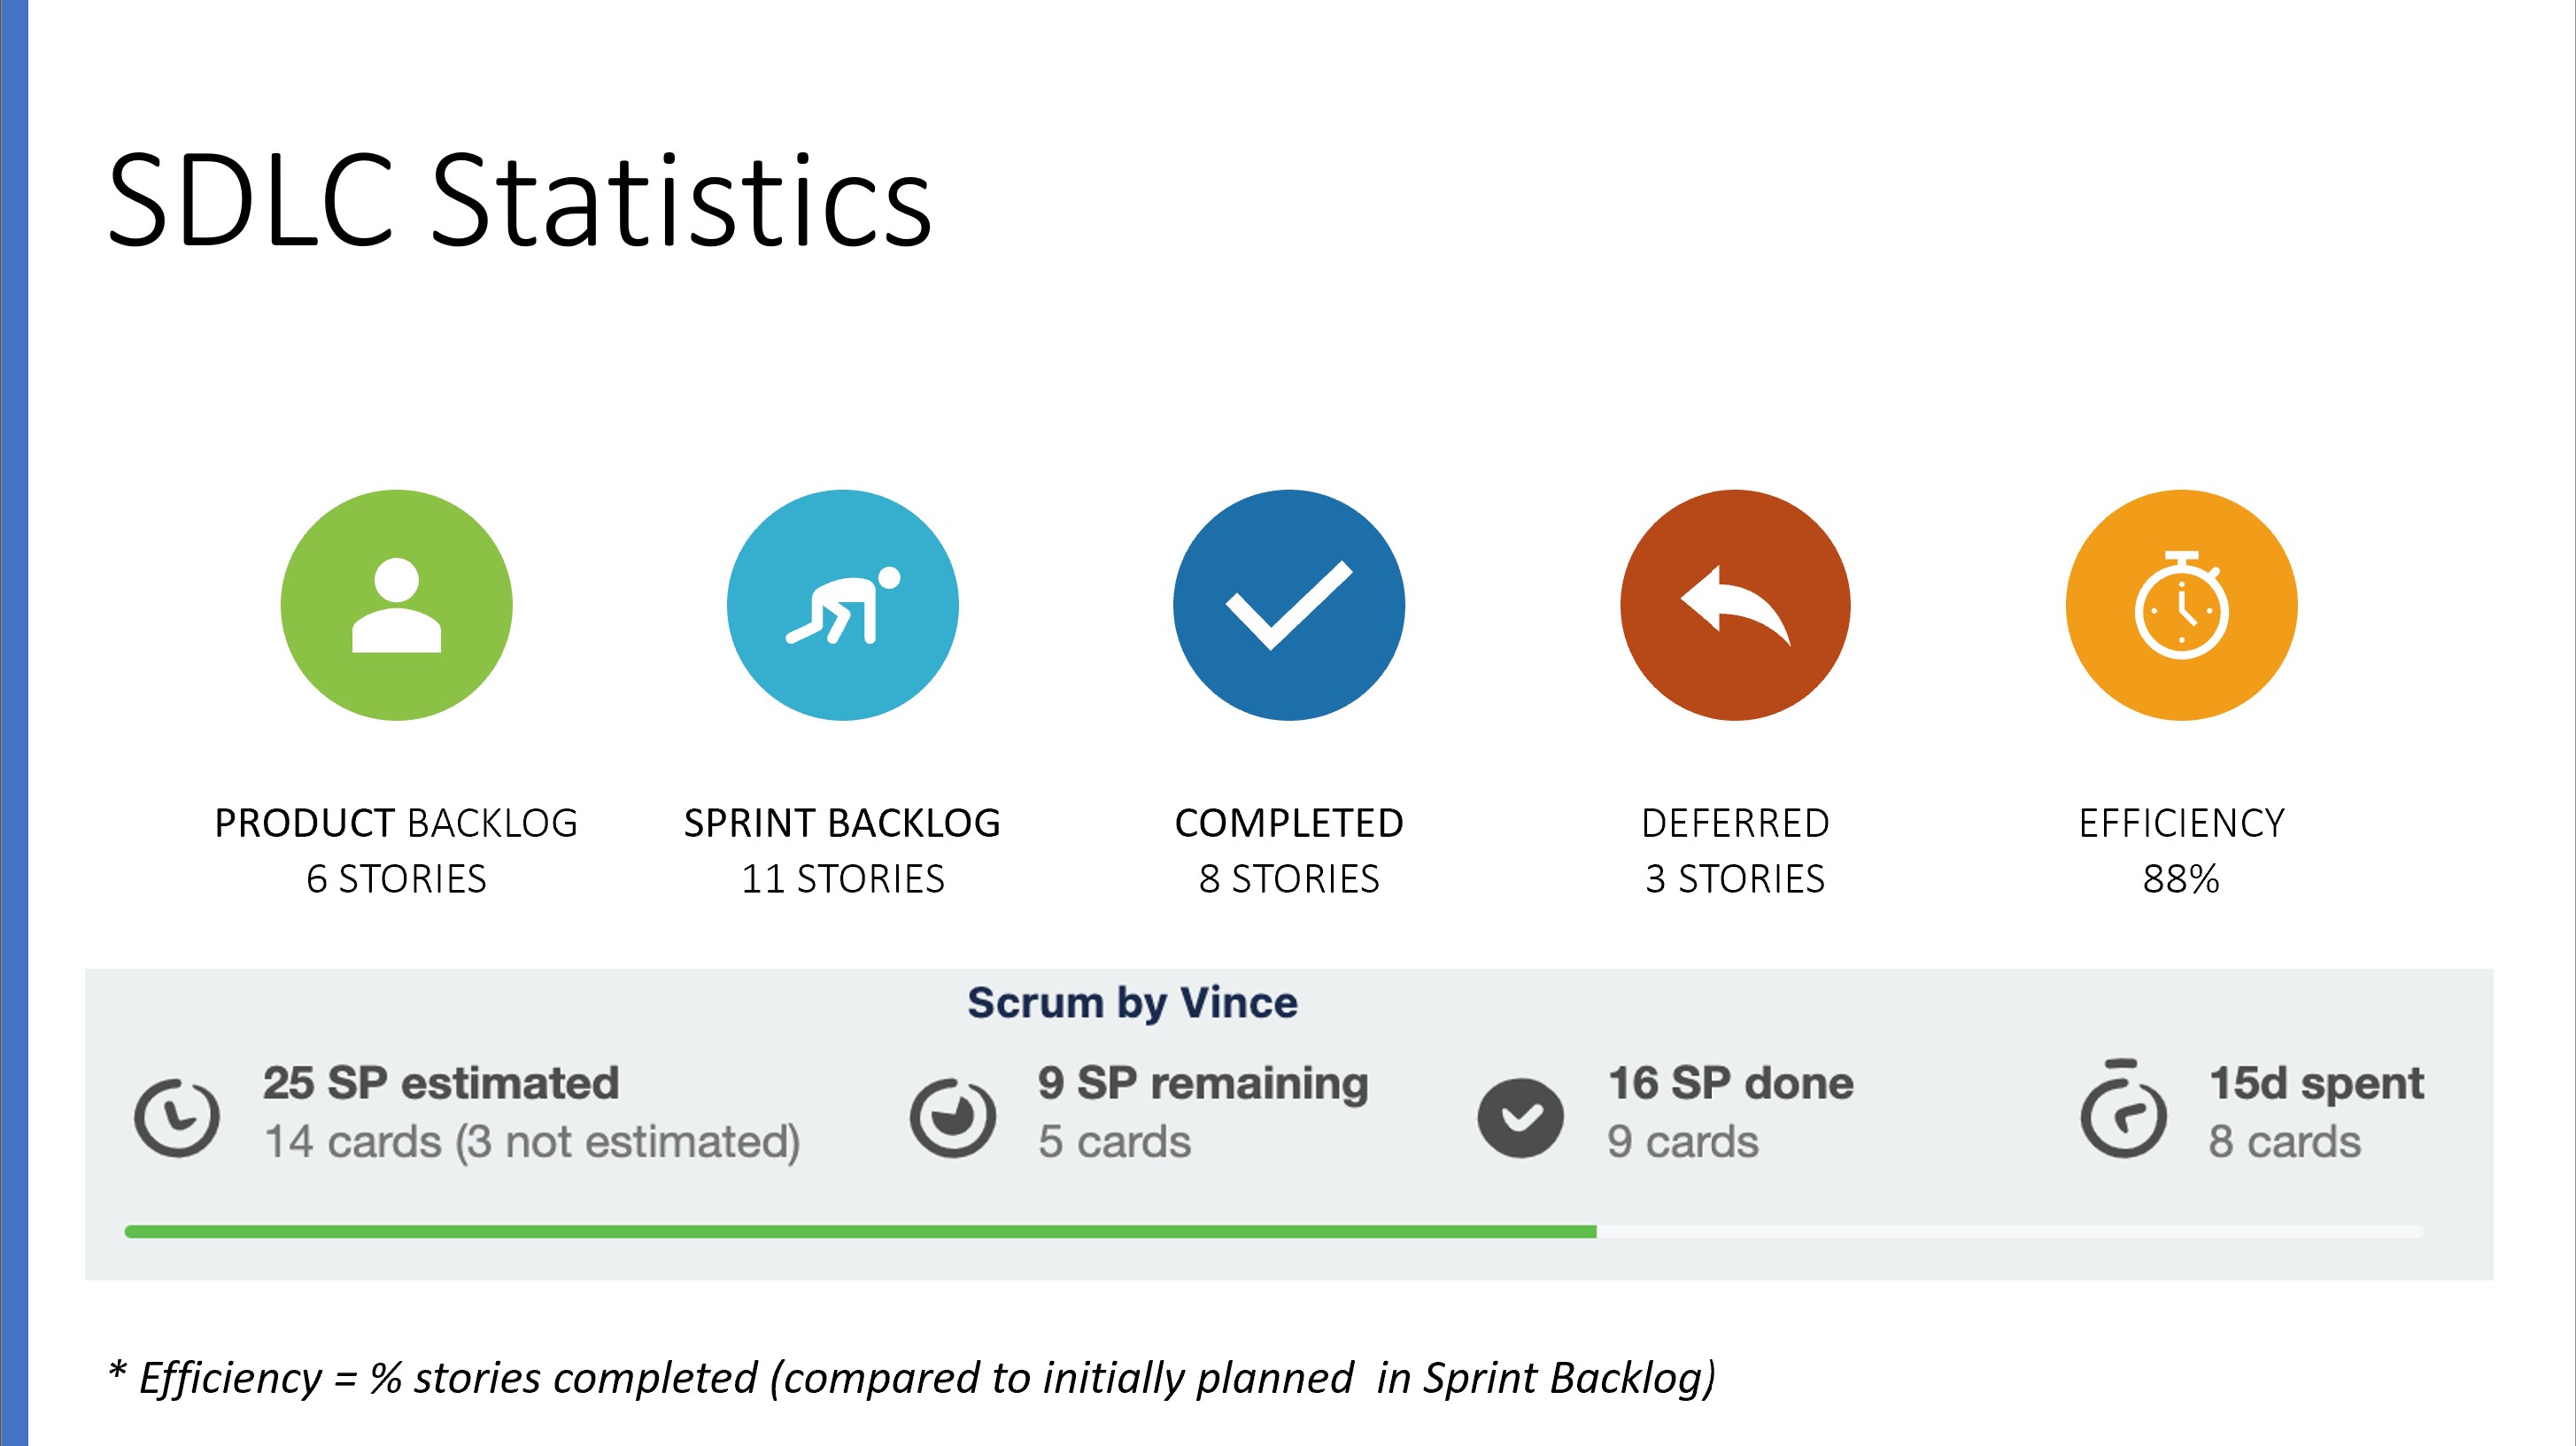 SDLC Statistics
PRODUCT BACKLOG
6 STORIES
SPRINT BACKLOG
11 STORIES
COMPLETED
8 STORIES
DEFERRED
3 STORIES
EFFICIENCY
88%
Scrum by Vince
25 SP estimated
14 cards (3 not estimated)
9 SP remaining
5 cards
16 SP done
9 cards
15d spent
8 cards
* Efficiency = % stories completed (compared to initially planned  in Sprint Backlog)